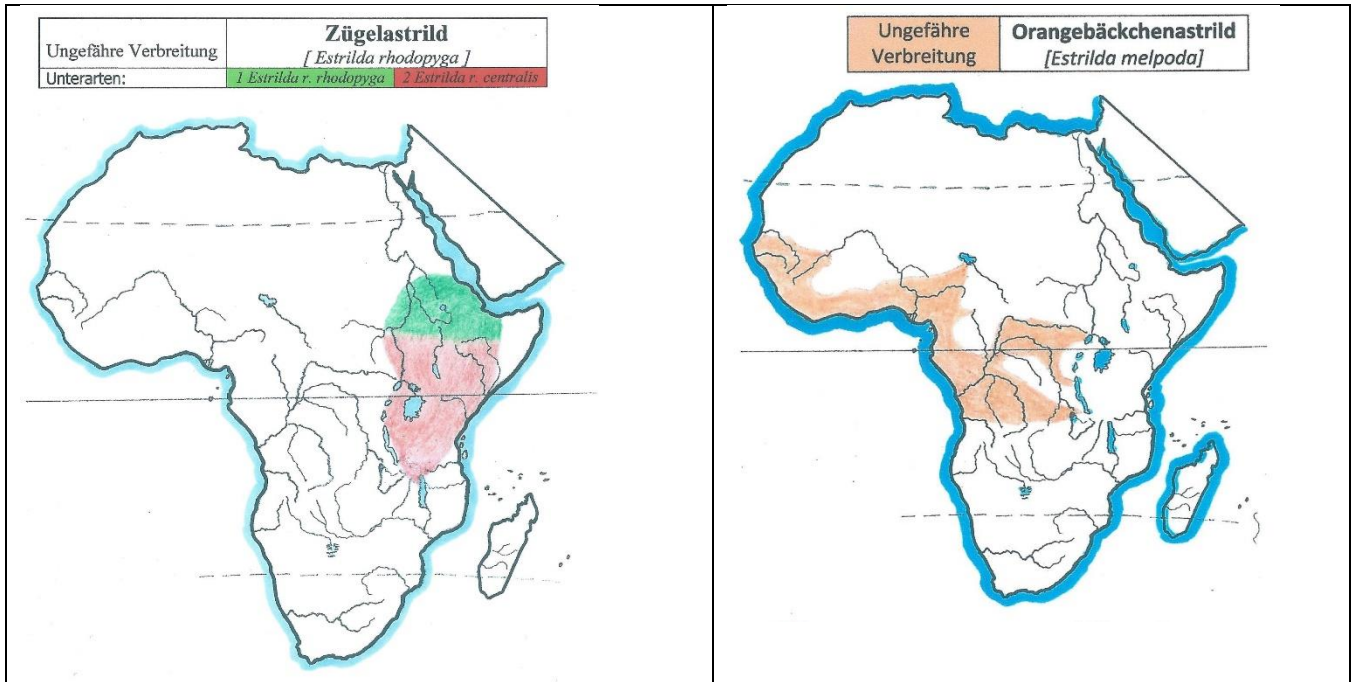 Ungefähre Verbreitung
Zügelastrild
[ Estrilda rhodopyga ]
Unterarten:
1 Estrilda r. rhodopyga
2 Estrilda r. centralis
Ungefähre
Verbreitung
Orangebäckchenastrild
[Estrilda melpoda]